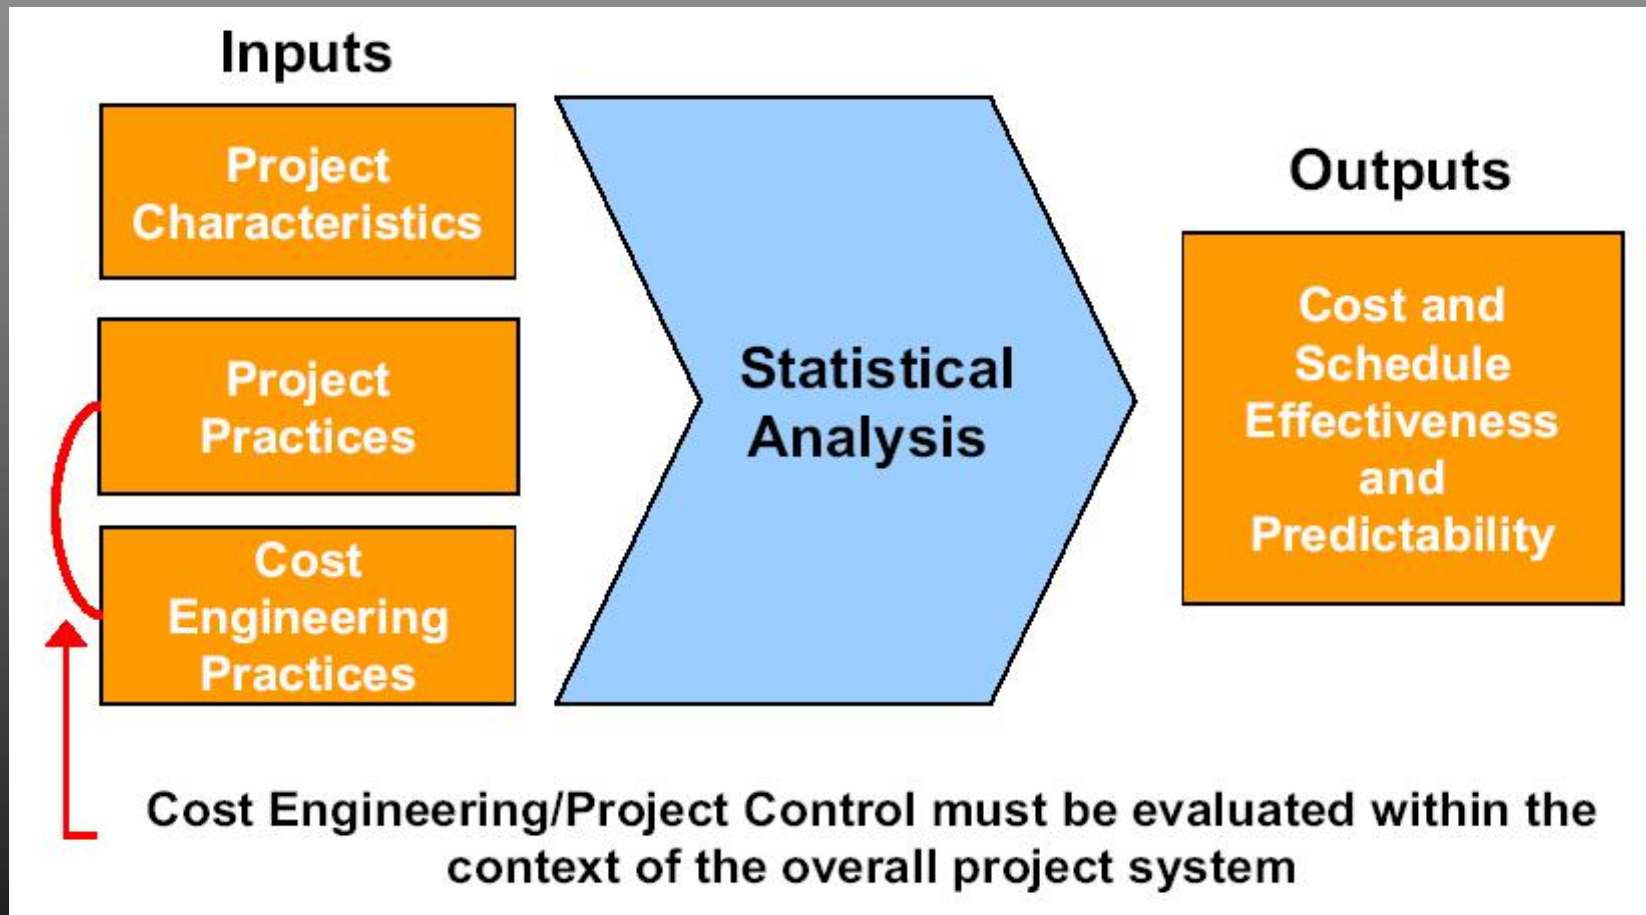 Inputs
Project
Characteristics
Project
Practices
Cost
Engineering
Practices
Statistical
Analysis
Outputs
Cost and
Schedule
Effectiveness
and
Predictability
Cost Engineering/Project Control must be evaluated within the
context of the overall project system